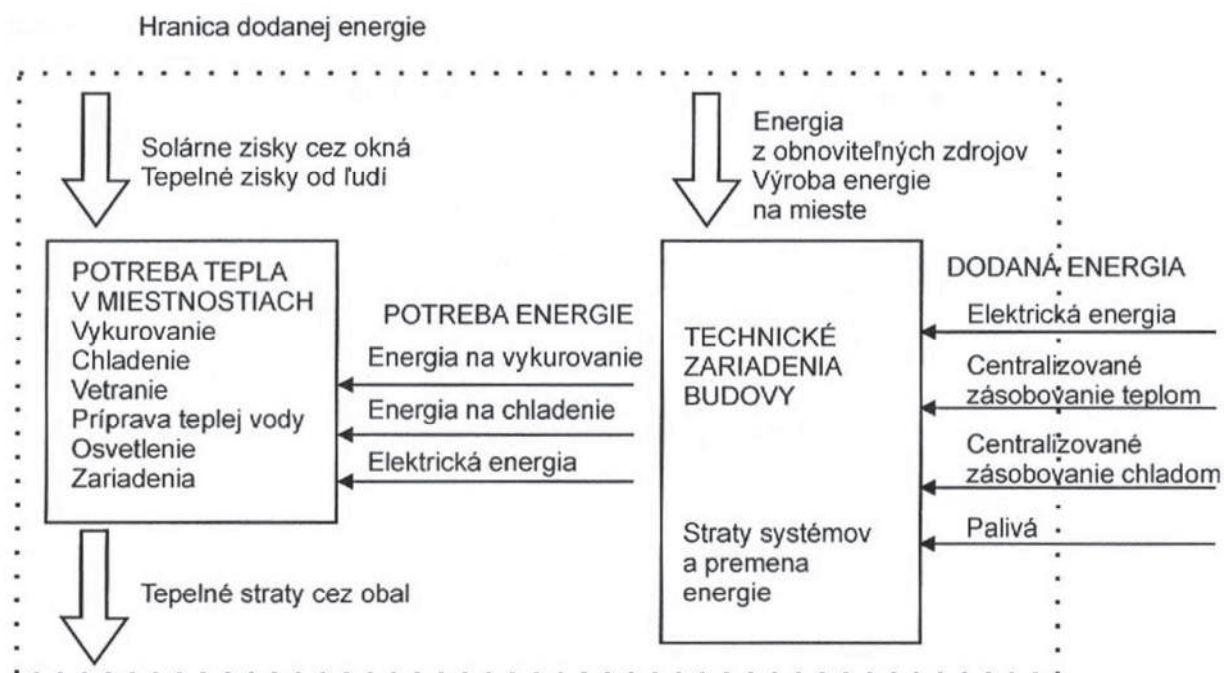 Hranica dodanej energie
Solárne zisky cez okná
Tepelné zisky od ľudí
Energia
z obnoviteľných zdrojov
Výroba energie
na mieste
POTREBA TEPLA
V MIESTNOSTIACH
Vykurovanie
Chladenie
Vetranie
Príprava teplej vody
Osvetlenie
Zariadenia
POTREBA ENERGIE
Energia na vykurovanie
Energia na chladenie
Elektrická energia
TECHNICKÉ
ZARIADENIA
BUDOVY
Straty systémov
a premena
energie
DODANÁ ENERGIA
Elektrická energia
Centralizované
zásobovanie teplom
Centralizované
zásobovanie chladom
Palivá
Tepelné straty cez obal